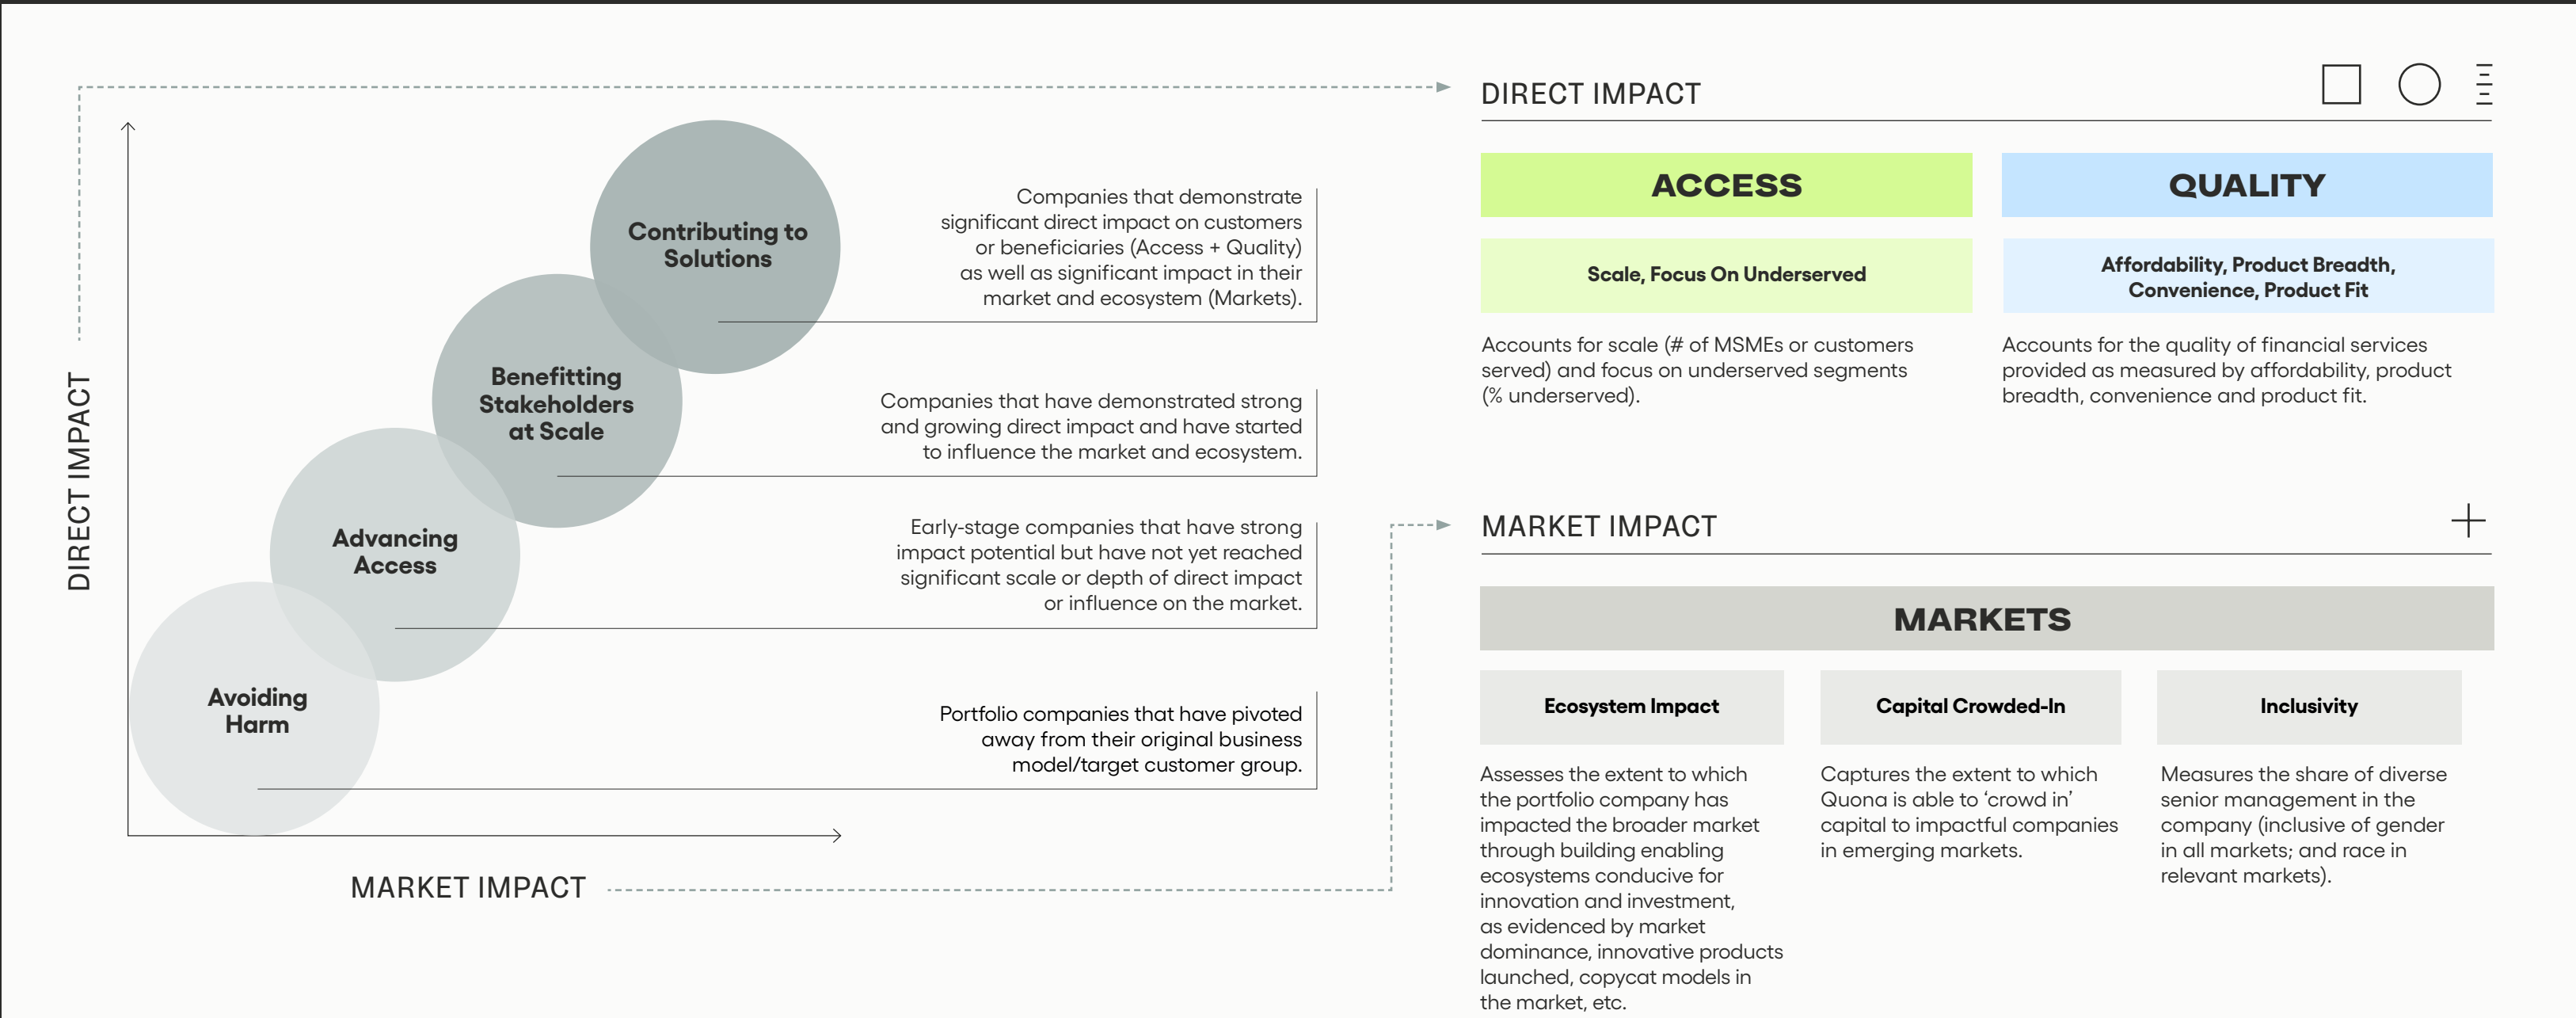 DIRECT IMPACT
Contributing to
Solutions
Companies that demonstrate
significant direct impact on customers
or beneficiaries (Access + Quality)
as well as significant impact in their
market and ecosystem (Markets).
Benefitting
Stakeholders
at Scale
Companies that have demonstrated strong
and growing direct impact and have started
to influence the market and ecosystem.
Advancing
Access
Early-stage companies that have strong
impact potential but have not yet reached
significant scale or depth of direct impact
or influence on the market.
Avoiding
Harm
Portfolio companies that have pivoted
away from their original business
model/target customer group.
MARKET IMPACT
DIRECT IMPACT
ACCESS
Scale, Focus On Underserved
Accounts for scale (# of MSMEs or customers
served) and focus on underserved segments
(% underserved).
QUALITY
Affordability, Product Breadth,
Convenience, Product Fit
Accounts for the quality of financial services
provided as measured by affordability, product
breadth, convenience and product fit.
MARKET IMPACT
MARKETS
Ecosystem Impact
Assesses the extent to which
the portfolio company has
impacted the broader market
through building enabling
ecosystems conducive for
innovation and investment,
as evidenced by market
dominance, innovative products
launched, copycat models in
the market, etc.
Capital Crowded-In
Captures the extent to which
Quona is able to ‘crowd in’
capital to impactful companies
in emerging markets.
Inclusivity
Measures the share of diverse
senior management in the
company (inclusive of gender
in all markets; and race in
relevant markets).